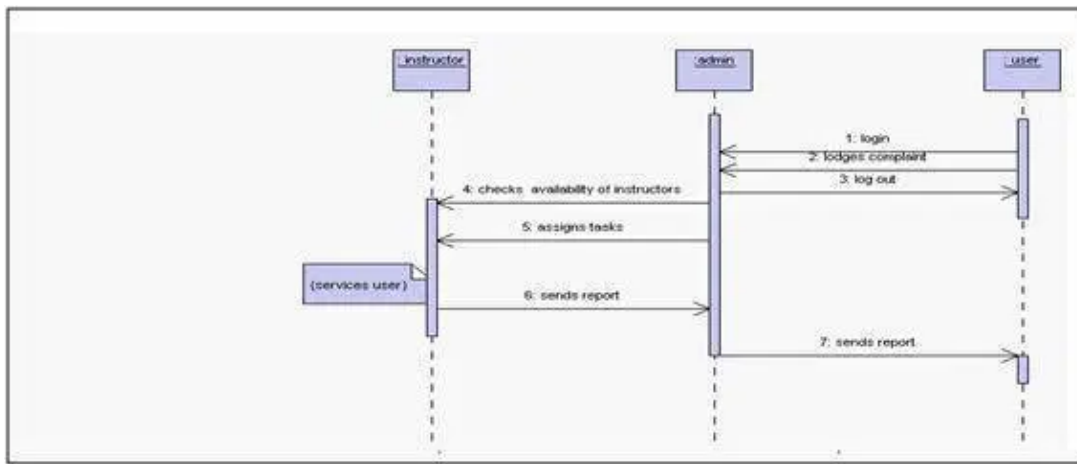 :instructor
:admin
:user
1: login
2: lodges complaint
3: log out
4: checks availability of instructors
5: assigns tasks
(services user)
6: sends report
7: sends report